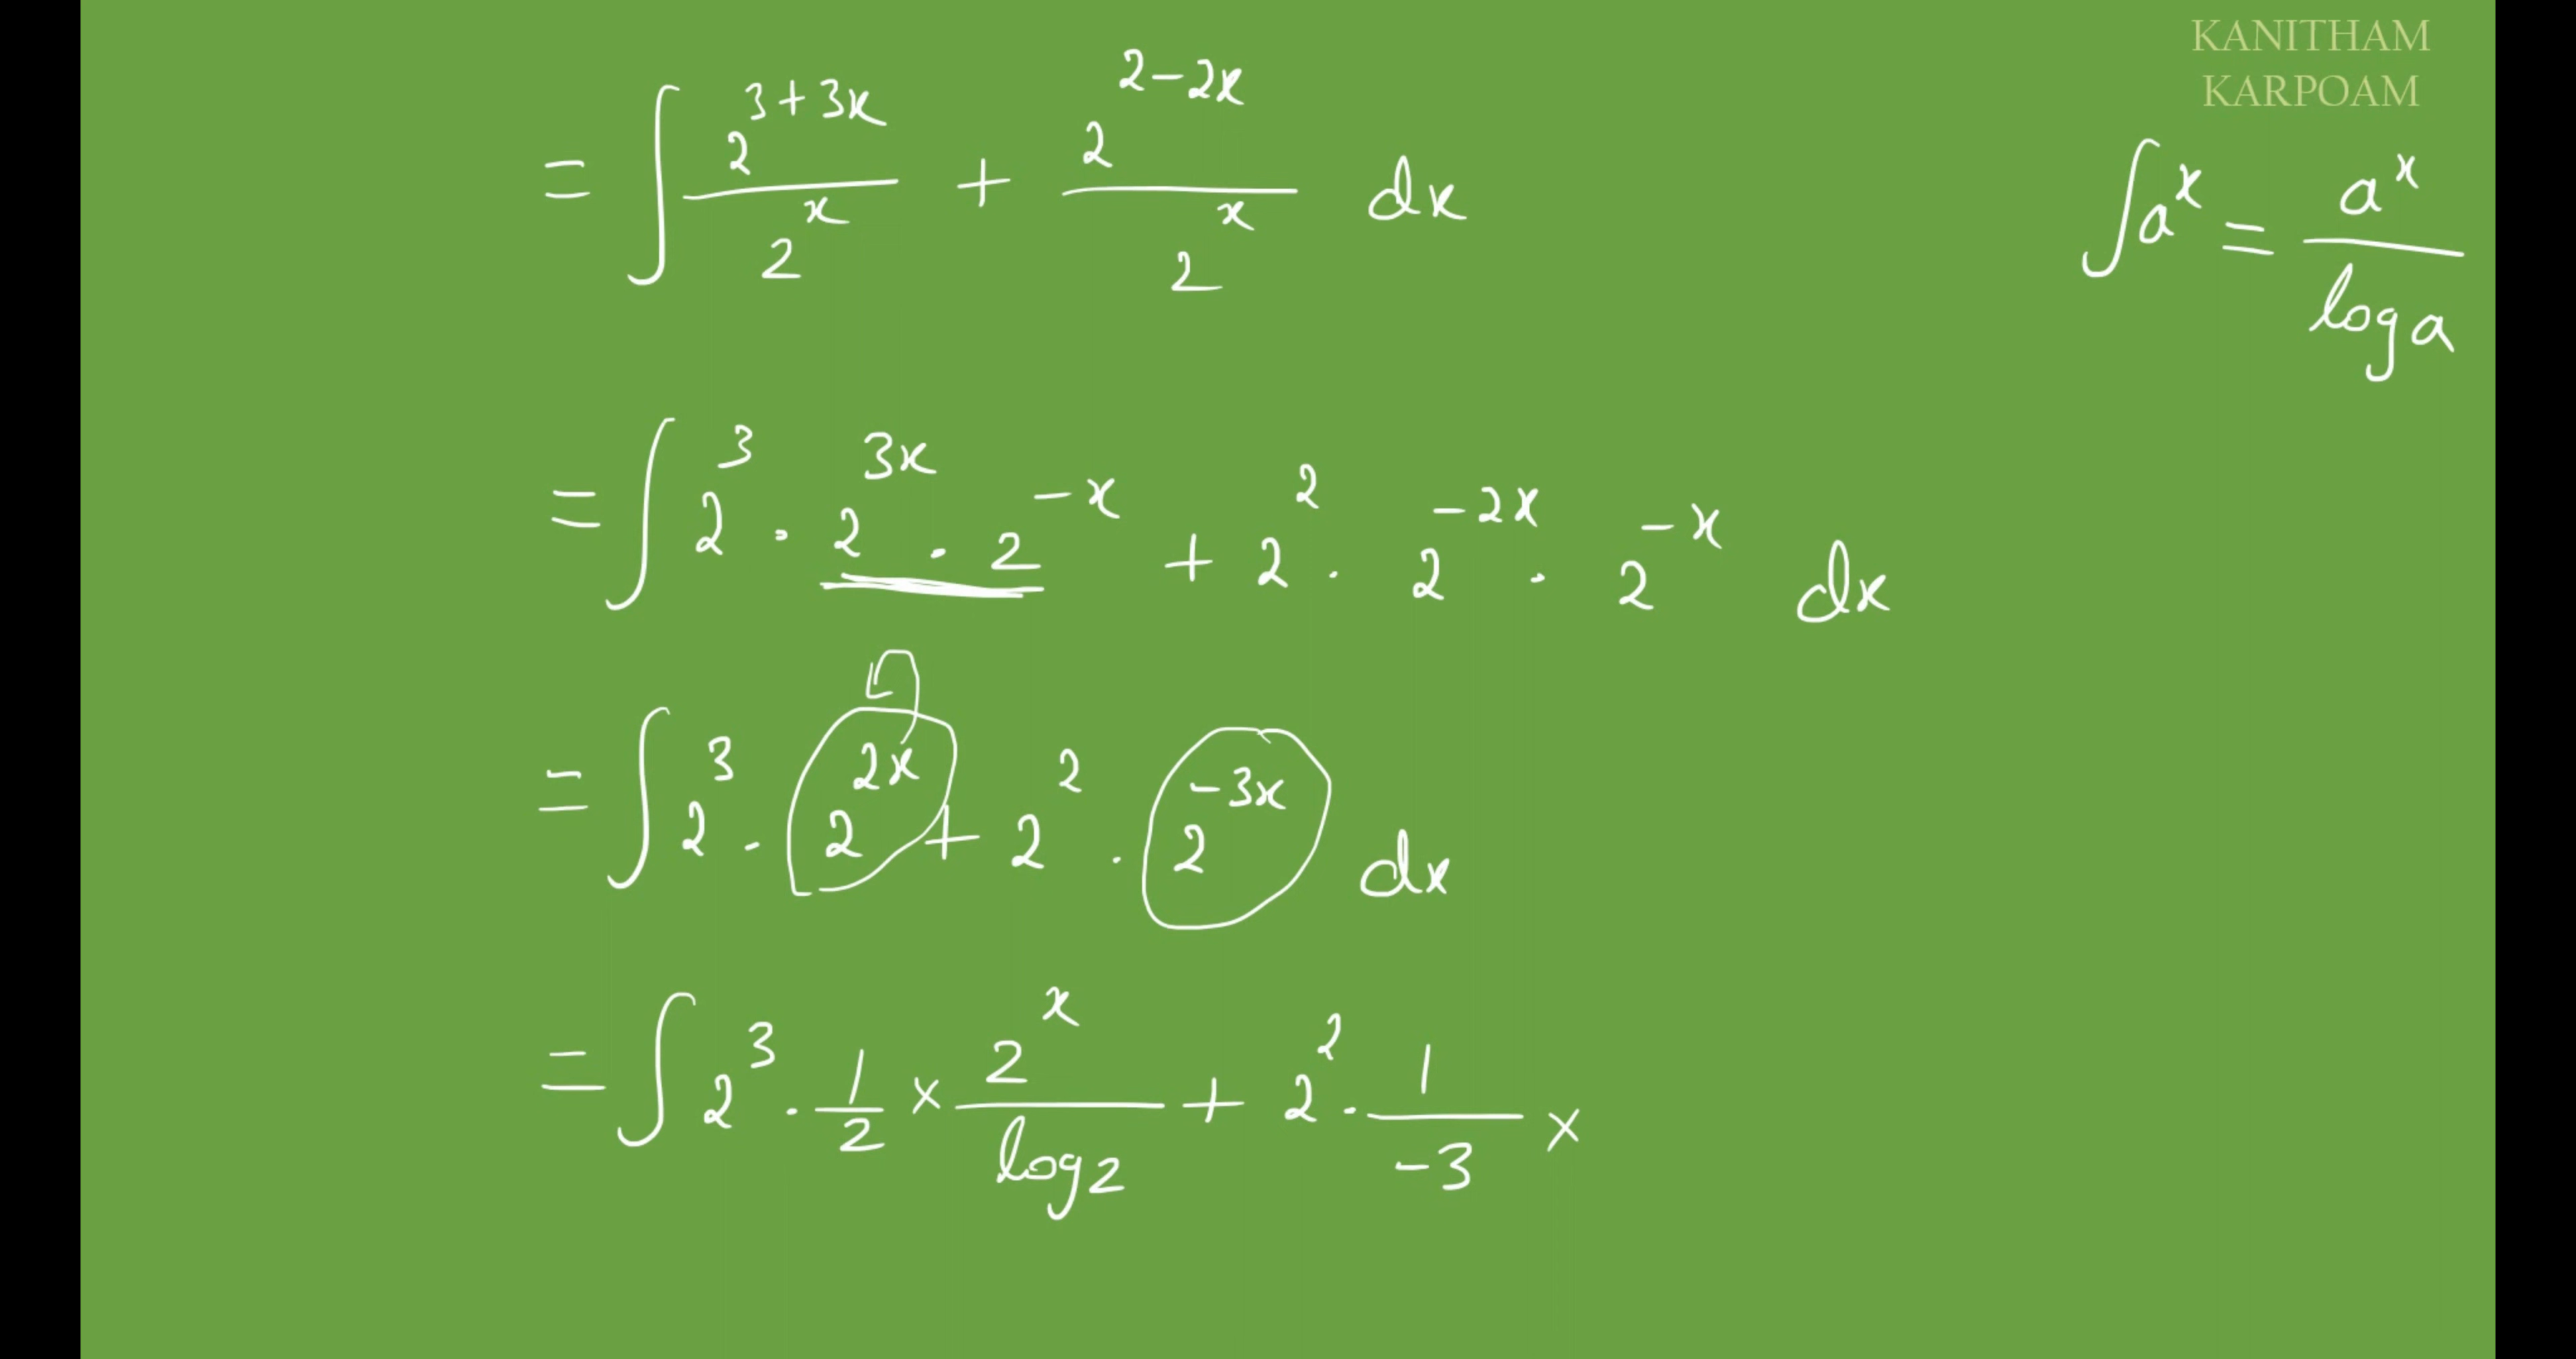 KANITHAM
KARPOAM
= ∫ 2^{3+3x} / 2^x + 2^{2-2x} / 2^x dx
∫ a^x = a^x / log a
= ∫ 2^3 · 2^{3x} · 2^{-x} + 2^2 · 2^{-2x} · 2^{-x} dx
= ∫ 2^3 · 2^{2x} + 2^2 · 2^{-3x} dx
= ∫ 2^3 · 1/2 × 2^x / log 2 + 2^2 · 1/-3 ×